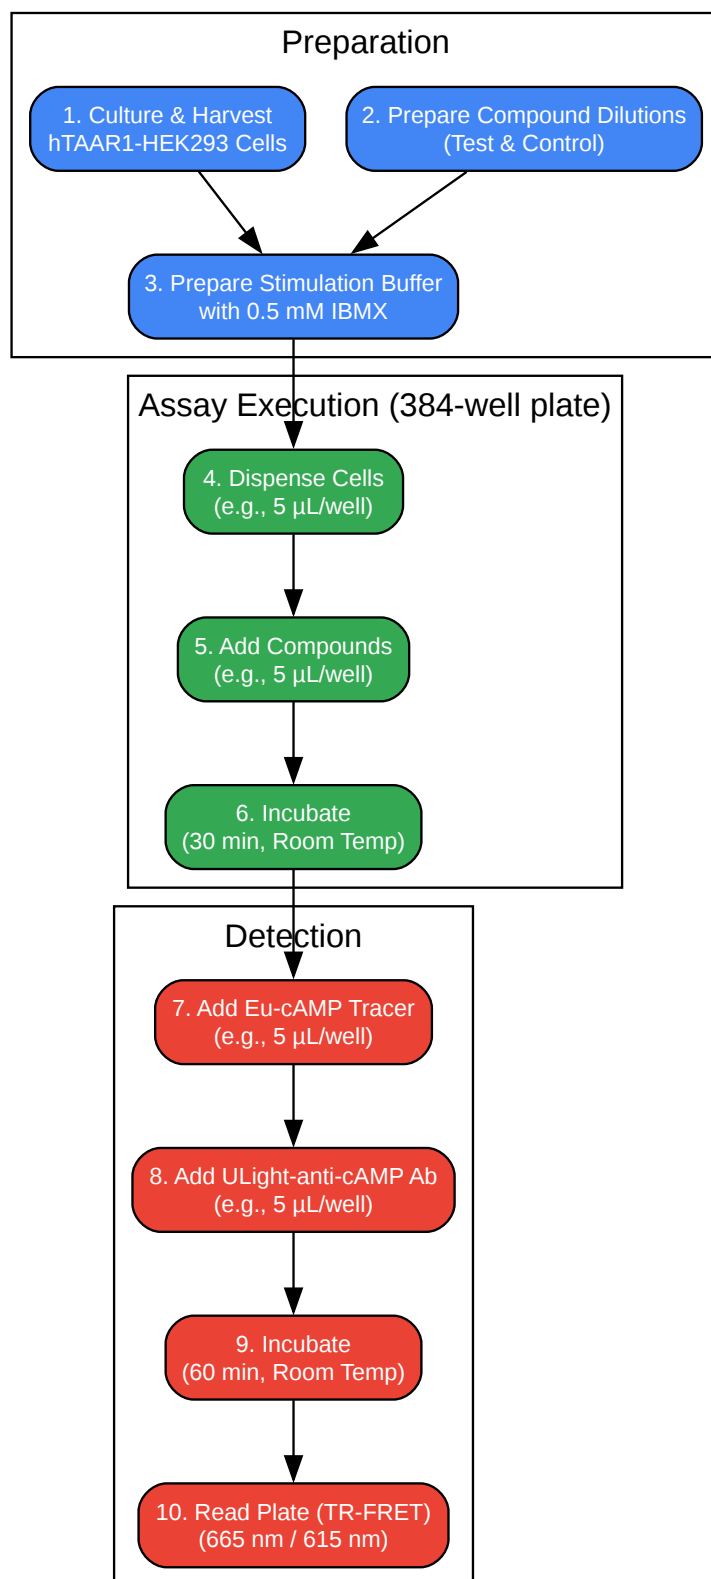 Preparation
1. Culture & Harvest
hTAAR1-HEK293 Cells
2. Prepare Compound Dilutions
(Test & Control)
3. Prepare Stimulation Buffer
with 0.5 mM IBMX
Assay Execution (384-well plate)
4. Dispense Cells
(e.g., 5 µL/well)
5. Add Compounds
(e.g., 5 µL/well)
6. Incubate
(30 min, Room Temp)
Detection
7. Add Eu-cAMP Tracer
(e.g., 5 µL/well)
8. Add ULight-anti-cAMP Ab
(e.g., 5 µL/well)
9. Incubate
(60 min, Room Temp)
10. Read Plate (TR-FRET)
(665 nm / 615 nm)